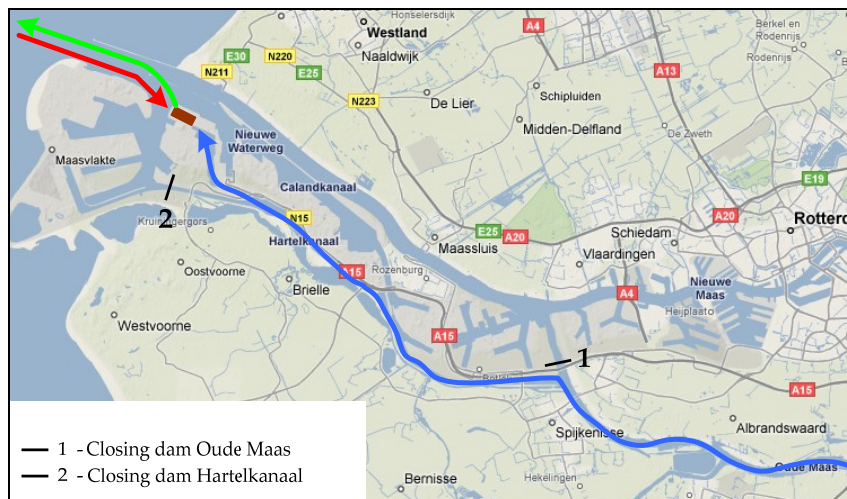 Honselersdijk
Westland
A4
Berkel en
Rodenrijs
E30
N220
Naaldwijk
Rodenrijs
N211
E25
A13
N223
De Lier
Schipluiden
Midden-Delfland
De Zweth
Nieuwe
Waterweg
Maasvlakte
E19
Calandkanaal
2
Kruiningergors
N15
A20
Rotterd
Hartelkanaal
E25
A20
Schiedam
Maassluis
Vlaardingen
Oostvoorne
A15
Rozenburg
Nieuwe
Maas
Brielle
A4
Heijplaato
Westvoorne
A15
1
Botlek
A15
Spijkenisse
Albrandswaard
1 - Closing dam Oude Maas
2 - Closing dam Hartelkanaal
Oude Maas
Bernisse
Hekelingen